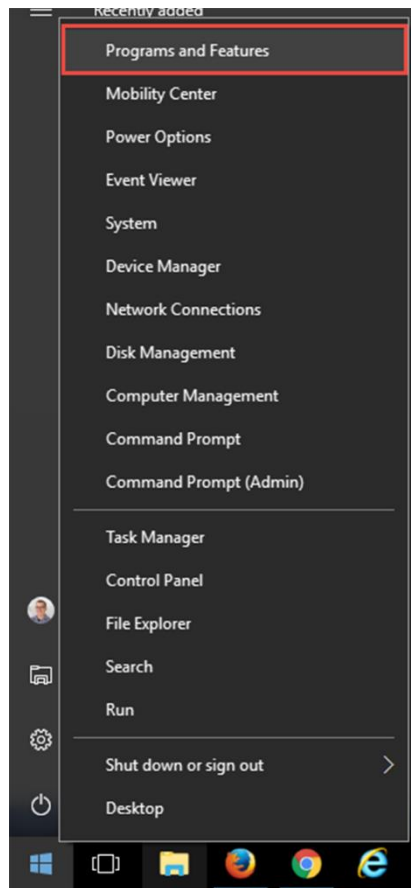 Recently added
Programs and Features
Mobility Center
Power Options
Event Viewer
System
Device Manager
Network Connections
Disk Management
Computer Management
Command Prompt
Command Prompt (Admin)
Task Manager
Control Panel
File Explorer
Search
Run
Shut down or sign out
Desktop